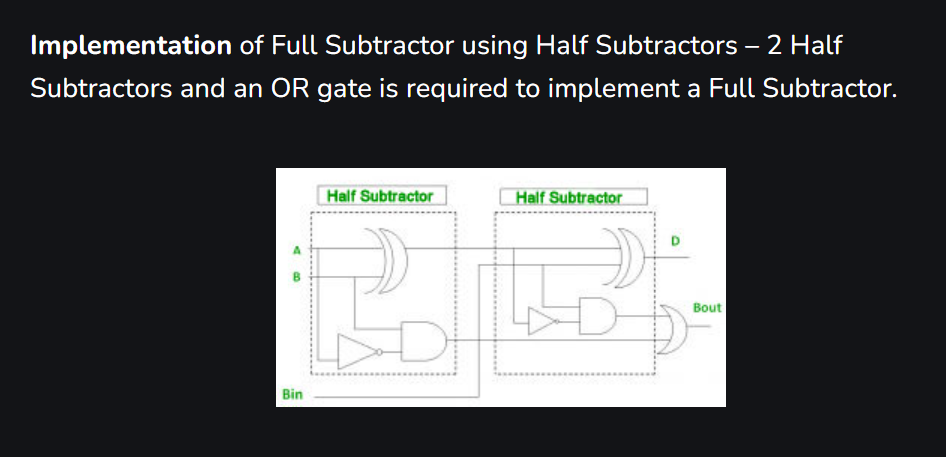 Implementation of Full Subtractor using Half Subtractors – 2 Half
Subtractors and an OR gate is required to implement a Full Subtractor.
Half Subtractor
Half Subtractor
A
B
D
Bout
Bin